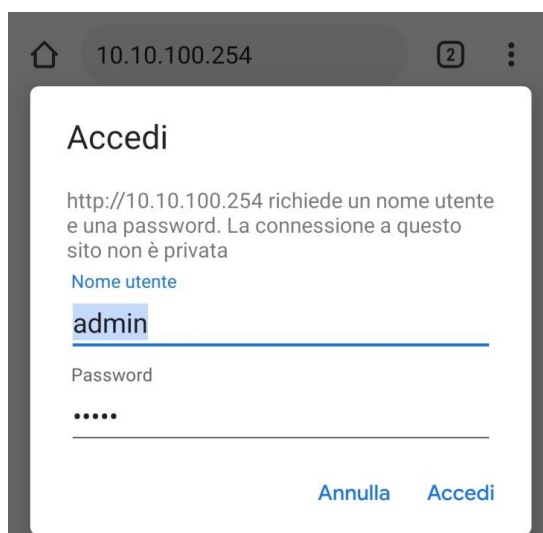 10.10.100.254
2
Accedi
http://10.10.100.254 richiede un nome utente
e una password. La connessione a questo
sito non è privata
Nome utente
admin
Password
•••••
Annulla Accedi